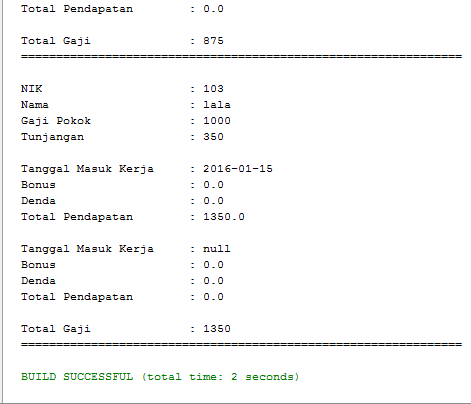 Total Pendapatan : 0.0
Total Gaji : 875
===============================================================
NIK : 103
Nama : lala
Gaji Pokok : 1000
Tunjangan : 350
Tanggal Masuk Kerja : 2016-01-15
Bonus : 0.0
Denda : 0.0
Total Pendapatan : 1350.0
Tanggal Masuk Kerja : null
Bonus : 0.0
Denda : 0.0
Total Pendapatan : 0.0
Total Gaji : 1350
===============================================================
BUILD SUCCESSFUL (total time: 2 seconds)